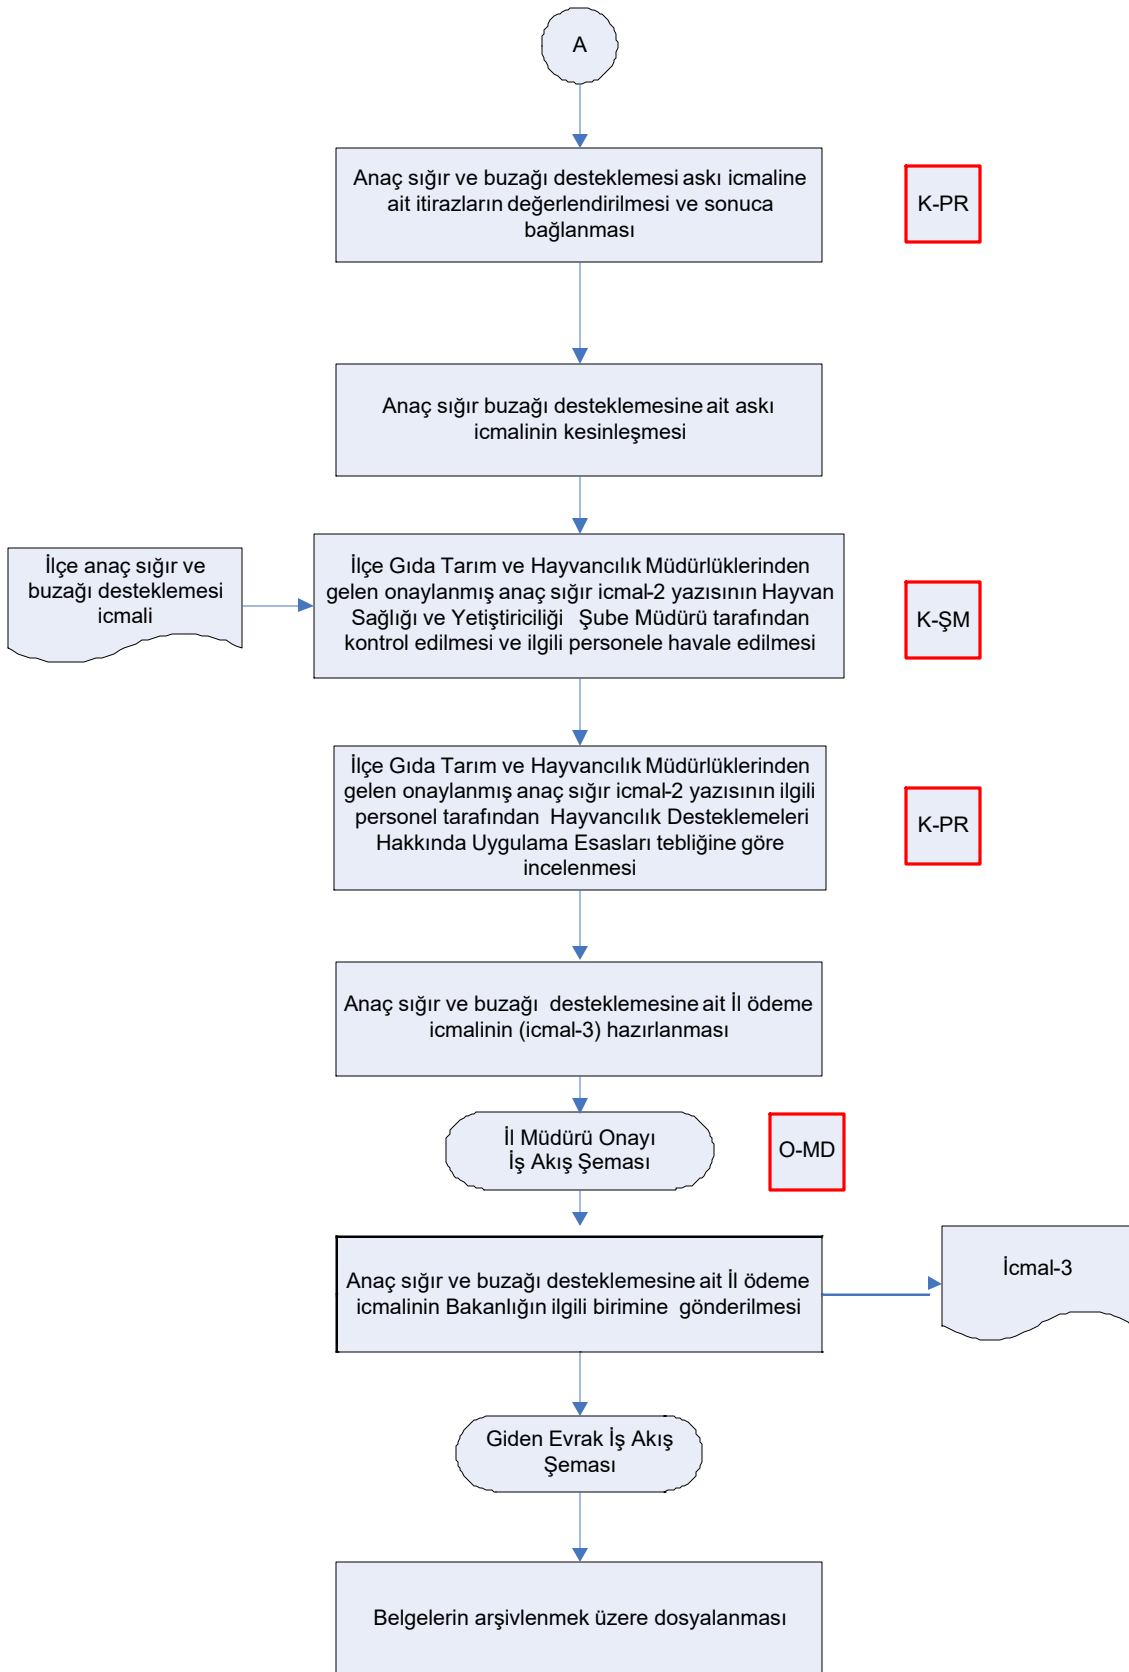 A
Anaç sığır ve buzağı desteklemesi askı icmaline
ait itirazların değerlendirilmesi ve sonuca
bağlanması
K-PR
Anaç sığır buzağı desteklemesine ait askı
icmalinin kesinleşmesi
İlçe anaç sığır ve
buzağı desteklemesi
icmali
İlçe Gıda Tarım ve Hayvancılık Müdürlüklerinden
gelen onaylanmış anaç sığır icmal-2 yazısının Hayvan
Sağlığı ve Yetiştiriciliği Şube Müdürü tarafından
kontrol edilmesi ve ilgili personele havale edilmesi
K-ŞM
İlçe Gıda Tarım ve Hayvancılık Müdürlüklerinden
gelen onaylanmış anaç sığır icmal-2 yazısının ilgili
personel tarafından Hayvancılık Desteklemeleri
Hakkında Uygulama Esasları tebliğine göre
incelenmesi
K-PR
Anaç sığır ve buzağı desteklemesine ait İl ödeme
icmalinin (icmal-3) hazırlanması
İl Müdürü Onayı
İş Akış Şeması
O-MD
Anaç sığır ve buzağı desteklemesine ait İl ödeme
icmalinin Bakanlığın ilgili birimine gönderilmesi
İcmal-3
Giden Evrak İş Akış
Şeması
Belgelerin arşivlenmek üzere dosyalanması